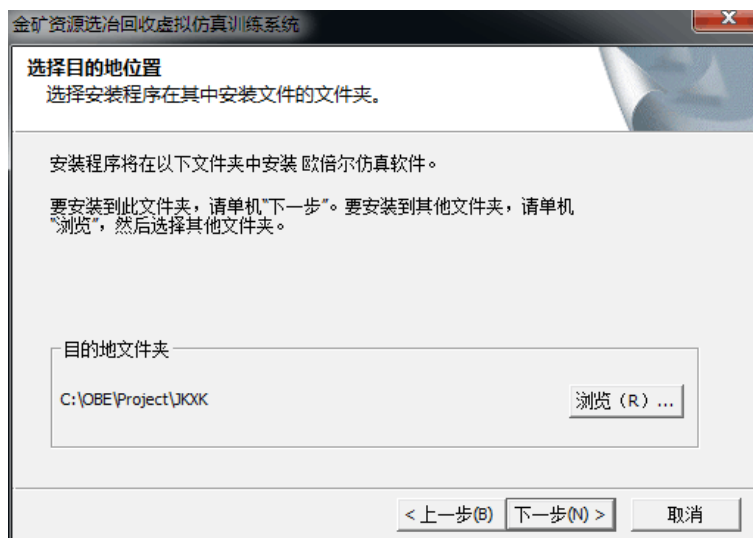 金矿资源选冶回收虚拟仿真训练系统
X
选择目的地位置
选择安装程序在其中安装文件的文件夹。
安装程序将在以下文件夹中安装 欧倍尔仿真软件。
要安装到此文件夹，请单机"下一步"。要安装到其他文件夹，请单机
"浏览"，然后选择其他文件夹。
目的地文件夹
C:\OBE\Project\JKXK
浏览（R）...
< 上一步(B)
下一步(N) >
取消